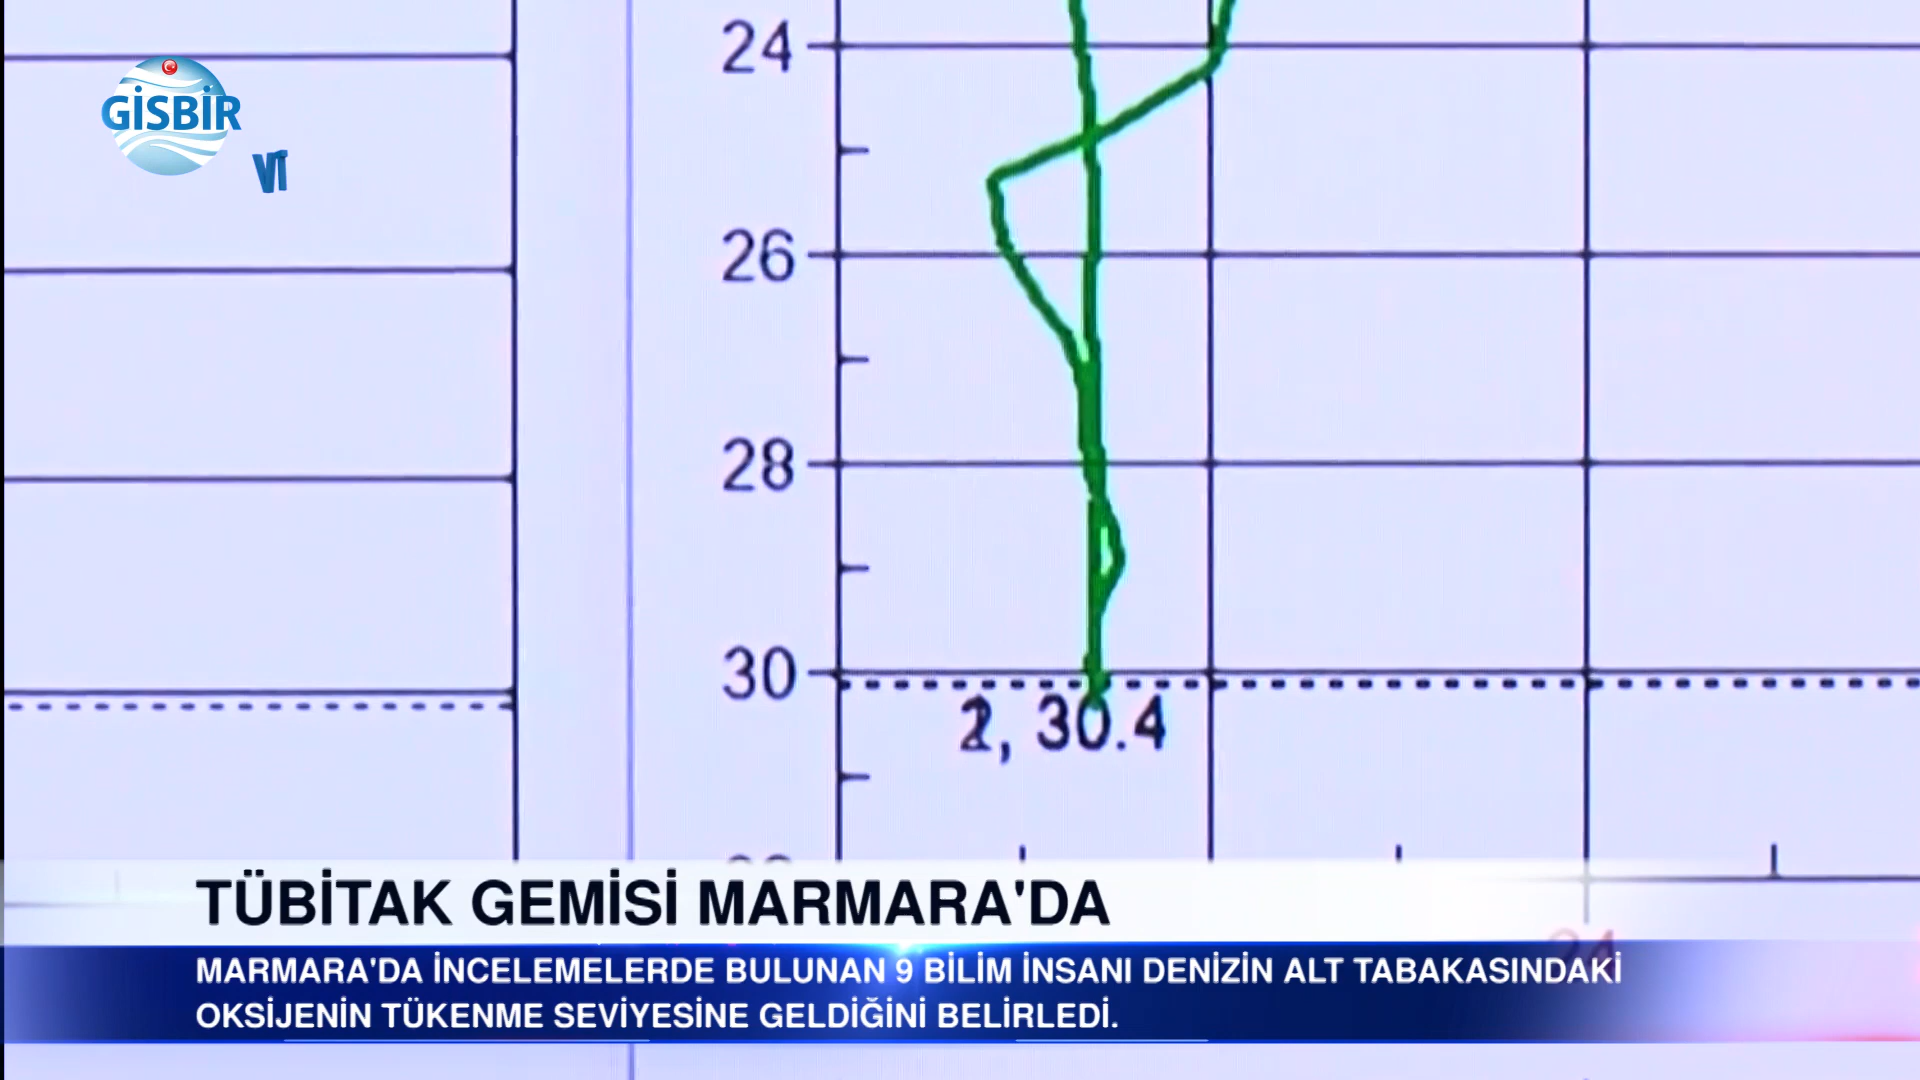 24
GİSBİR
26
28
30
30.4
TÜBİTAK GEMİSİ MARMARA'DA
24
MARMARA'DA İNCELEMELERDE BULUNAN 9 BİLİM İNSANI DENİZİN ALT TABAKASINDAKİ
OKSİJENİN TÜKENME SEVİYESİNE GELDİĞİNİ BELİRLEDİ.